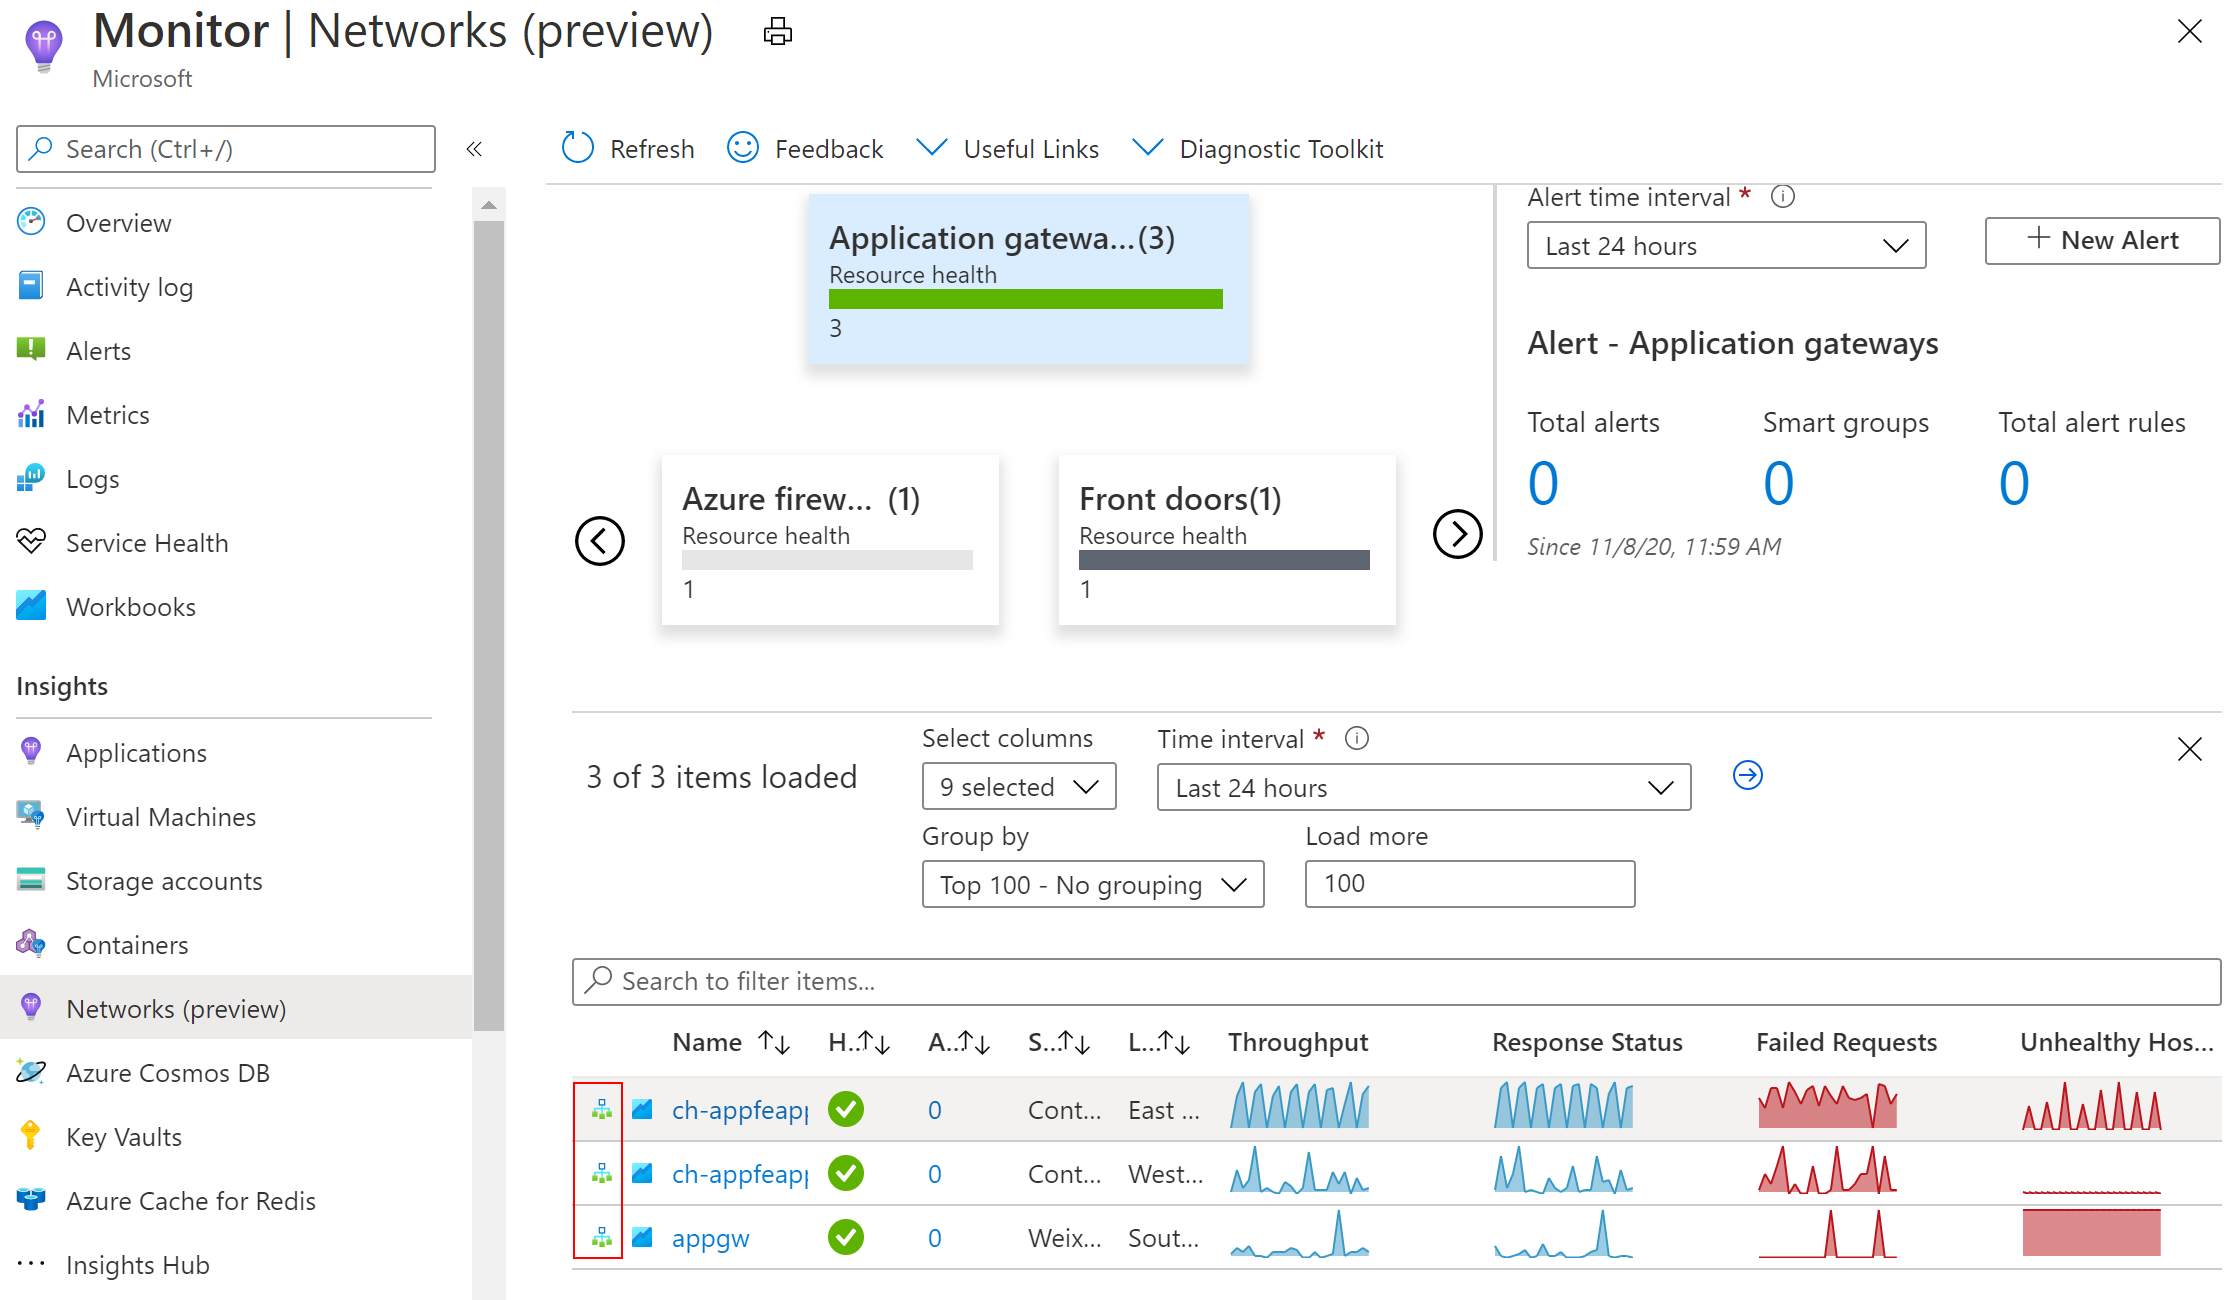 Monitor | Networks (preview)
Microsoft
Search (Ctrl+/)
«
Refresh
Feedback
Useful Links
Diagnostic Toolkit
Overview
Activity log
Alerts
Metrics
Logs
Service Health
Workbooks
Insights
Applications
Virtual Machines
Storage accounts
Containers
Networks (preview)
Azure Cosmos DB
Key Vaults
Azure Cache for Redis
Insights Hub
Application gatewa...(3)
Resource health
3
Azure firew... (1)
Resource health
1
Front doors(1)
Resource health
1
Alert time interval *
Last 24 hours
+ New Alert
Alert - Application gateways
Total alerts Smart groups Total alert rules
0 0 0
Since 11/8/20, 11:59 AM
3 of 3 items loaded
Select columns
9 selected
Time interval *
Last 24 hours
Group by
Top 100 - No grouping
Load more
100
Search to filter items...
Name ↑↓ H...↑↓ A...↑↓ S...↑↓ L...↑↓ Throughput Response Status Failed Requests Unhealthy Hos...
ch-appfeapp 0 Cont... East ...
ch-appfeapp 0 Cont... West...
appgw 0 Weix... Sout...